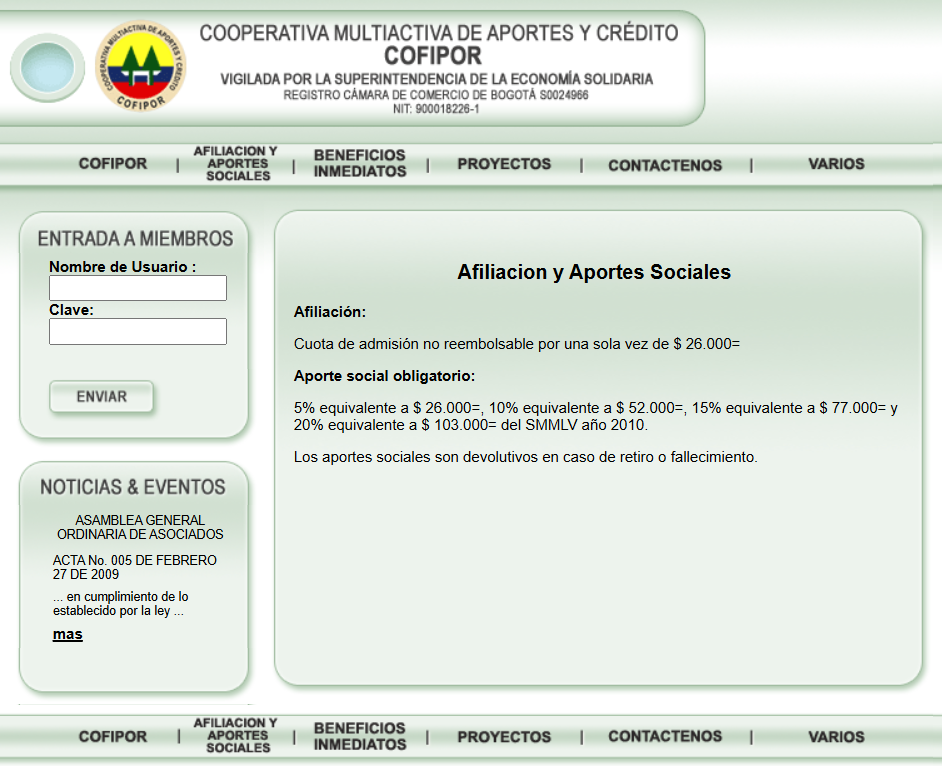 COOPERATIVA MULTIACTIVA DE APORTES Y CRÉDITO
COFIPOR
COOPERATIVA MULTIACTIVA DE APORTES Y CRÉDITO
COFIPOR
VIGILADA POR LA SUPERINTENDENCIA DE LA ECONOMÍA SOLIDARIA
REGISTRO CÁMARA DE COMERCIO DE BOGOTÁ S0024966
NIT: 900018226-1
COFIPOR | AFILIACION Y APORTES SOCIALES | BENEFICIOS INMEDIATOS | PROYECTOS | CONTACTENOS | VARIOS
ENTRADA A MIEMBROS
Nombre de Usuario :
Clave:
ENVIAR
NOTICIAS & EVENTOS
ASAMBLEA GENERAL
ORDINARIA DE ASOCIADOS
ACTA No. 005 DE FEBRERO
27 DE 2009
... en cumplimiento de lo
establecido por la ley ...
mas
Afiliacion y Aportes Sociales
Afiliación:
Cuota de admisión no reembolsable por una sola vez de $ 26.000=
Aporte social obligatorio:
5% equivalente a $ 26.000=, 10% equivalente a $ 52.000=, 15% equivalente a $ 77.000= y
20% equivalente a $ 103.000= del SMMLV año 2010.
Los aportes sociales son devolutivos en caso de retiro o fallecimiento.
COFIPOR | AFILIACION Y APORTES SOCIALES | BENEFICIOS INMEDIATOS | PROYECTOS | CONTACTENOS | VARIOS